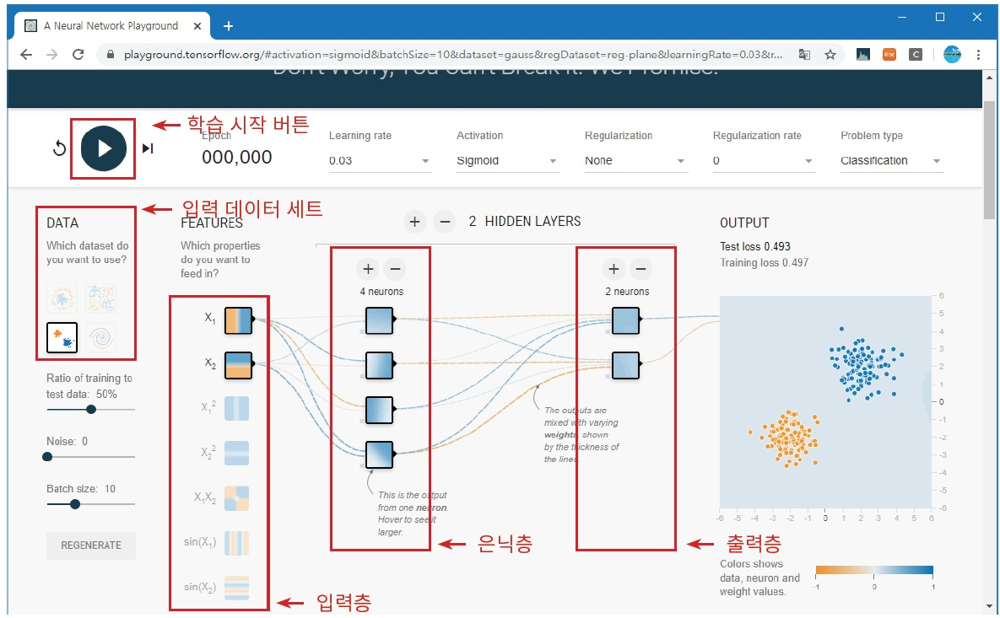 A Neural Network Playground
playground.tensorflow.org/#activation=sigmoid&batchSize=10&dataset=gauss&regDataset=reg-plane&learningRate=0.03&r...
Don't Worry, You Can't Break It. We Promise.
학습 시작 버튼
Epoch
000,000
Learning rate
0.03
Activation
Sigmoid
Regularization
None
Regularization rate
0
Problem type
Classification
입력 데이터 세트
DATA
Which dataset do
you want to use?
Ratio of training to
test data: 50%
Noise: 0
Batch size: 10
REGENERATE
FEATURES
Which properties
do you want to
feed in?
X1
X2
X1²
X2²
X1X2
sin(X1)
sin(X2)
입력층
+ − 2 HIDDEN LAYERS
+ −
4 neurons
This is the output
from one neuron.
Hover to see it
larger.
은닉층
+ −
2 neurons
The outputs are
mixed with varying
weights, shown
by the thickness of
the lines.
출력층
OUTPUT
Test loss 0.493
Training loss 0.497
6
5
4
3
2
1
0
-1
-2
-3
-4
-5
-6
-6 -5 -4 -3 -2 -1 0 1 2 3 4 5 6
Colors shows
data, neuron and
weight values.
-1 0 1